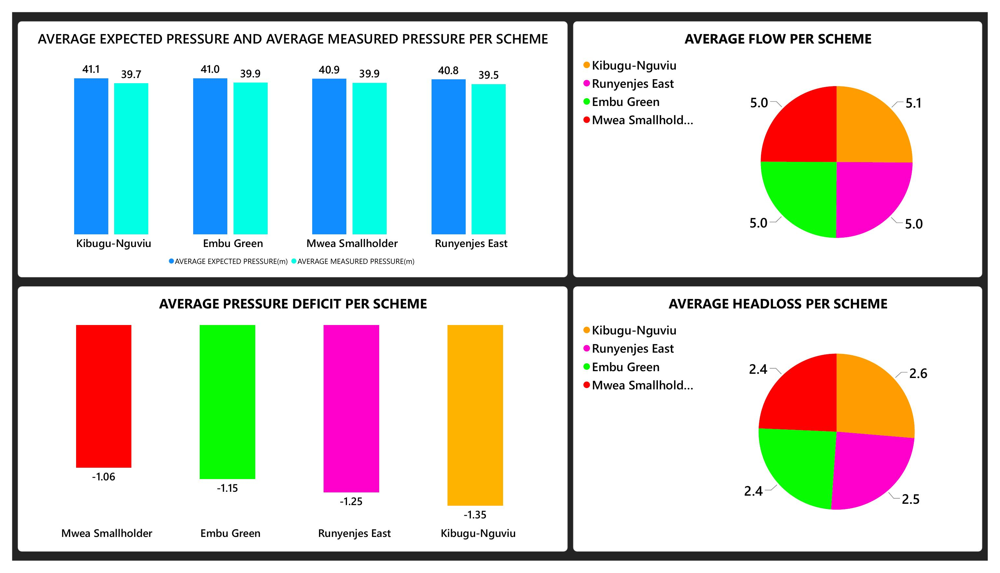 AVERAGE EXPECTED PRESSURE AND AVERAGE MEASURED PRESSURE PER SCHEME
41.1
39.7
41.0
39.9
40.9
39.9
40.8
39.5
Kibugu-Nguviu
Embu Green
Mwea Smallholder
Runyenjes East
AVERAGE EXPECTED PRESSURE(m)
AVERAGE MEASURED PRESSURE(m)
AVERAGE FLOW PER SCHEME
Kibugu-Nguviu
Runyenjes East
Embu Green
Mwea Smallhold...
5.0
5.1
5.0
5.0
AVERAGE PRESSURE DEFICIT PER SCHEME
-1.06
-1.15
-1.25
-1.35
Mwea Smallholder
Embu Green
Runyenjes East
Kibugu-Nguviu
AVERAGE HEADLOSS PER SCHEME
Kibugu-Nguviu
Runyenjes East
Embu Green
Mwea Smallhold...
2.4
2.6
2.4
2.5